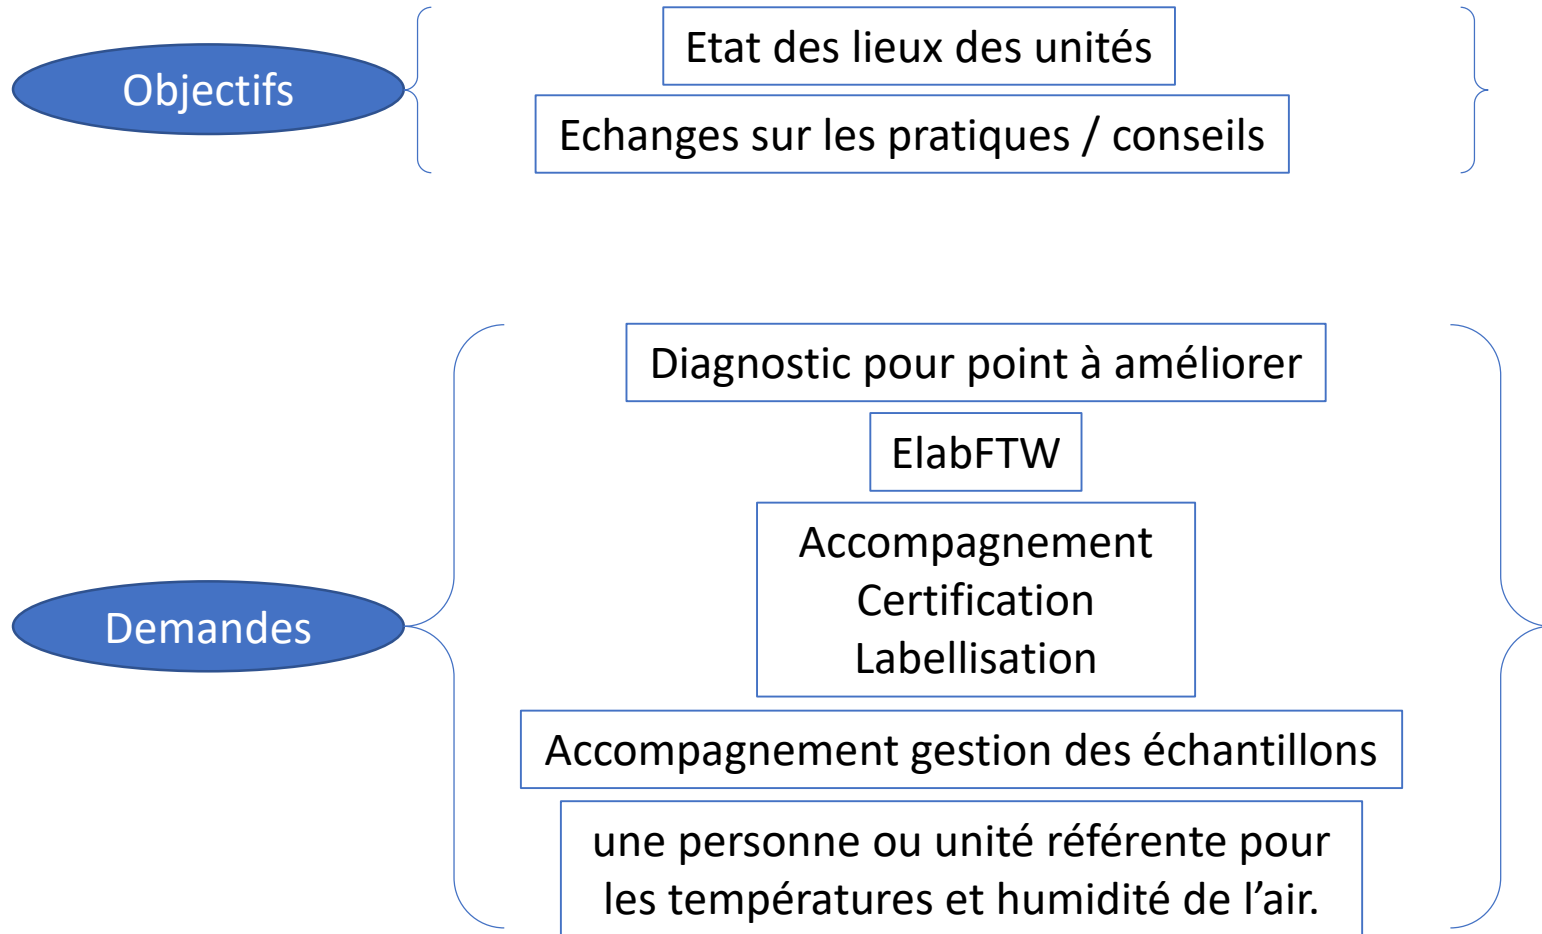 Objectifs
Etat des lieux des unités
Echanges sur les pratiques / conseils
Demandes
Diagnostic pour point à améliorer
ElabFTW
Accompagnement
Certification
Labellisation
Accompagnement gestion des échantillons
une personne ou unité référente pour
les températures et humidité de l’air.